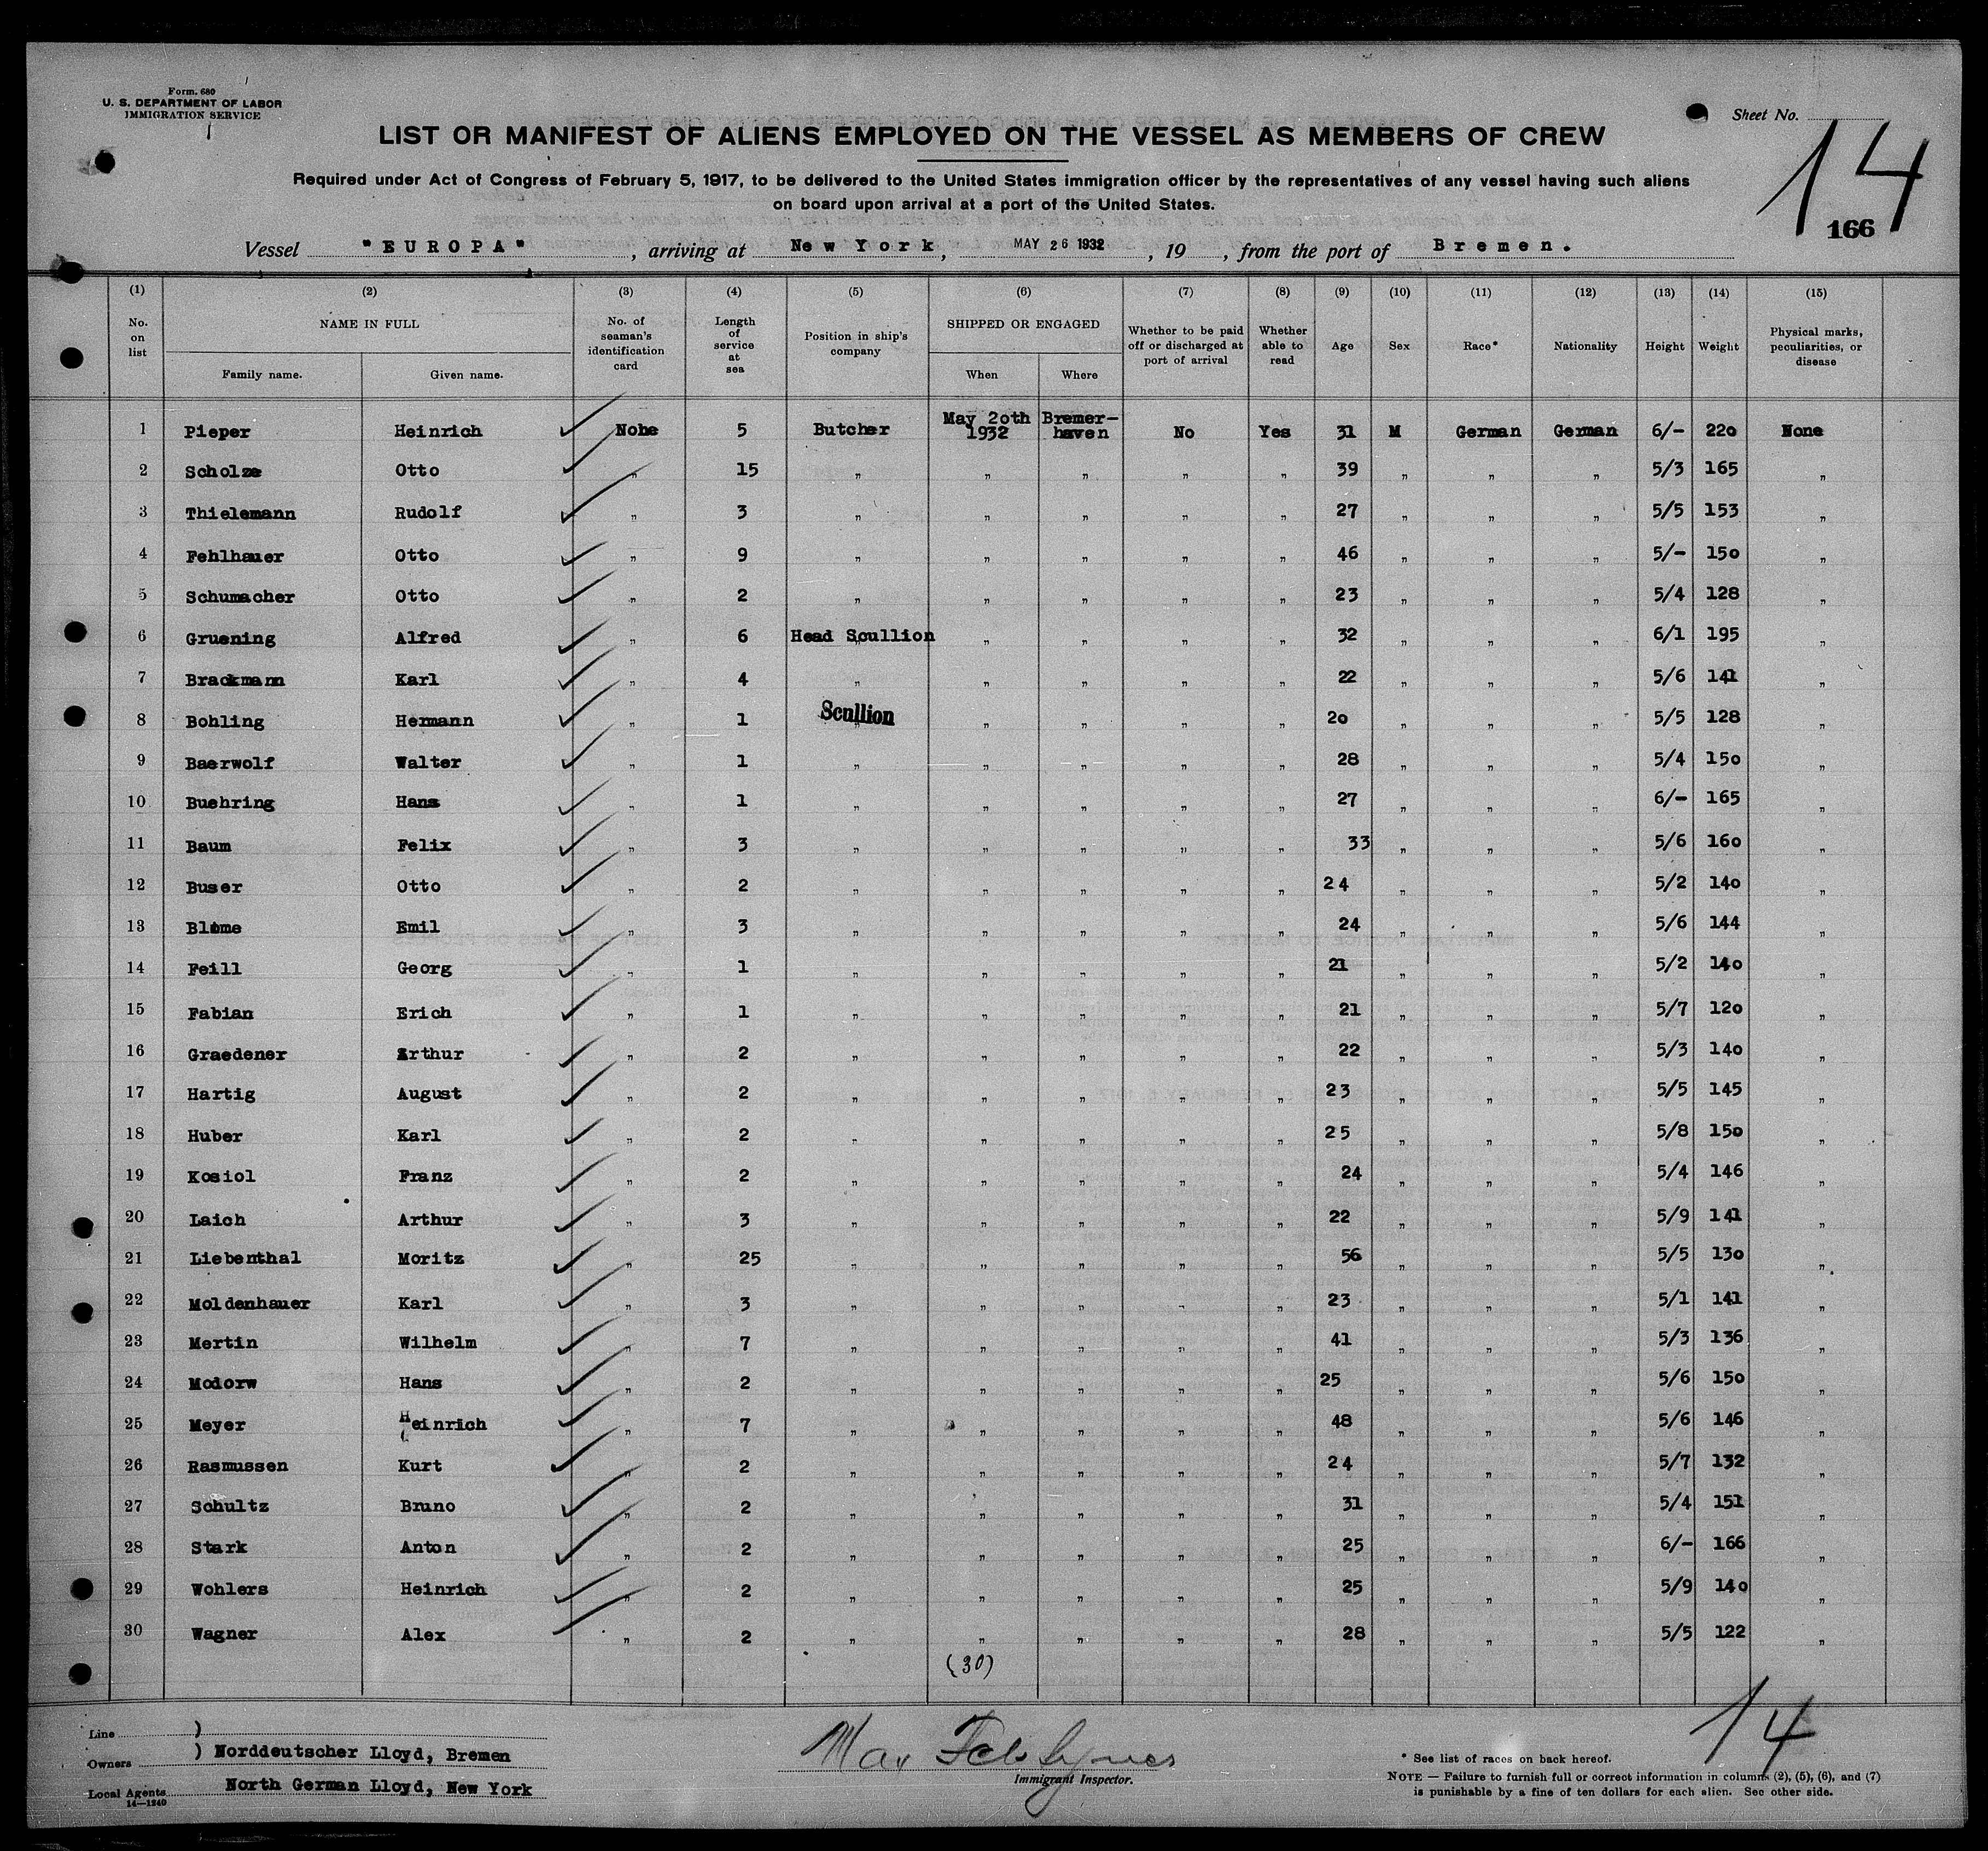 Form. 680
U. S. DEPARTMENT OF LABOR
IMMIGRATION SERVICE
Sheet No.
14
LIST OR MANIFEST OF ALIENS EMPLOYED ON THE VESSEL AS MEMBERS OF CREW
Required under Act of Congress of February 5, 1917, to be delivered to the United States immigration officer by the representatives of any vessel having such aliens
on board upon arrival at a port of the United States.
166
Vessel "EUROPA", arriving at New York, MAY 26 1932, 19 , from the port of Bremen.
(1) (2) (3) (4) (5) (6) (7) (8) (9) (10) (11) (12) (13) (14) (15)
No. on list NAME IN FULL Family name. Given name. No. of seaman's identification card Length of service at sea Position in ship's company SHIPPED OR ENGAGED When Where Whether to be paid off or discharged at port of arrival Whether able to read Age Sex Race* Nationality Height Weight Physical marks, peculiarities, or disease
1 Pieper Heinrich None 5 Butcher May 20th 1932 Bremer-haven No Yes 31 M German German 6/- 220 None
2 Scholze Otto " 15 " " " " " 39 " " " 5/3 165 "
3 Thielemann Rudolf " 3 " " " " " 27 " " " 5/5 153 "
4 Fehlhauer Otto " 9 " " " " " 46 " " " 5/- 150 "
5 Schumacher Otto " 2 " " " " " 23 " " " 5/4 128 "
6 Gruening Alfred " 6 Head Scullion " " " " 32 " " " 6/1 195 "
7 Brackmann Karl " 4 " " " " " 22 " " " 5/6 141 "
8 Bohling Hermann " 1 Scullion " " " " 20 " " " 5/5 128 "
9 Baerwolf Walter " 1 " " " " " 28 " " " 5/4 150 "
10 Buehring Hans " 1 " " " " " 27 " " " 6/- 165 "
11 Baum Felix " 3 " " " " " 33 " " " 5/6 160 "
12 Buser Otto " 2 " " " " " 24 " " " 5/2 140 "
13 Blome Emil " 3 " " " " " 24 " " " 5/6 144 "
14 Feill Georg " 1 " " " " " 21 " " " 5/2 140 "
15 Fabian Erich " 1 " " " " " 21 " " " 5/7 120 "
16 Graedener Arthur " 2 " " " " " 22 " " " 5/3 140 "
17 Hartig August " 2 " " " " " 23 " " " 5/5 145 "
18 Huber Karl " 2 " " " " " 25 " " " 5/8 150 "
19 Kosiol Franz " 2 " " " " " 24 " " " 5/4 146 "
20 Laich Arthur " 3 " " " " " 22 " " " 5/9 141 "
21 Liebenthal Moritz " 25 " " " " " 56 " " " 5/5 130 "
22 Moldenhauer Karl " 3 " " " " " 23 " " " 5/1 141 "
23 Mertin Wilhelm " 7 " " " " " 41 " " " 5/3 136 "
24 Modorw Hans " 2 " " " " " 25 " " " 5/6 150 "
25 Meyer Heinrich " 7 " " " " " 48 " " " 5/6 146 "
26 Rasmussen Kurt " 2 " " " " " 24 " " " 5/7 132 "
27 Schultz Bruno " 2 " " " " " 31 " " " 5/4 151 "
28 Stark Anton " 2 " " " " " 25 " " " 6/- 166 "
29 Wohlers Heinrich " 2 " " " " " 25 " " " 5/9 140 "
30 Wagner Alex " 2 " " " " " 28 " " " 5/5 122 "
(30)
14
Line )
Owners ) Norddeutscher Lloyd, Bremen
Local Agents North German Lloyd, New York
14—1240
Max
Immigrant Inspector.
* See list of races on back hereof.
NOTE — Failure to furnish full or correct information in columns (2), (5), (6), and (7)
is punishable by a fine of ten dollars for each alien. See other side.